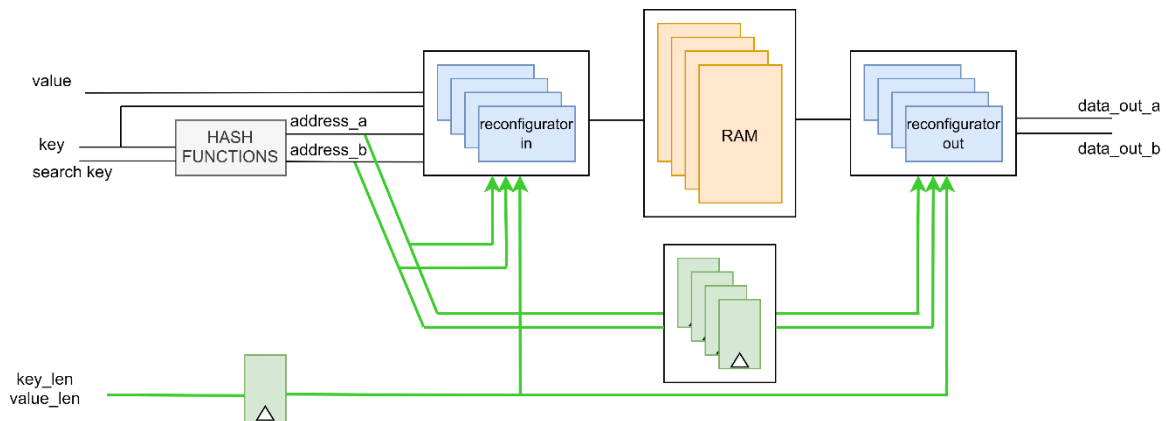 value
key
search key
HASH
FUNCTIONS
address_a
address_b
reconfigurator
in
RAM
reconfigurator
out
data_out_a
data_out_b
key_len
value_len